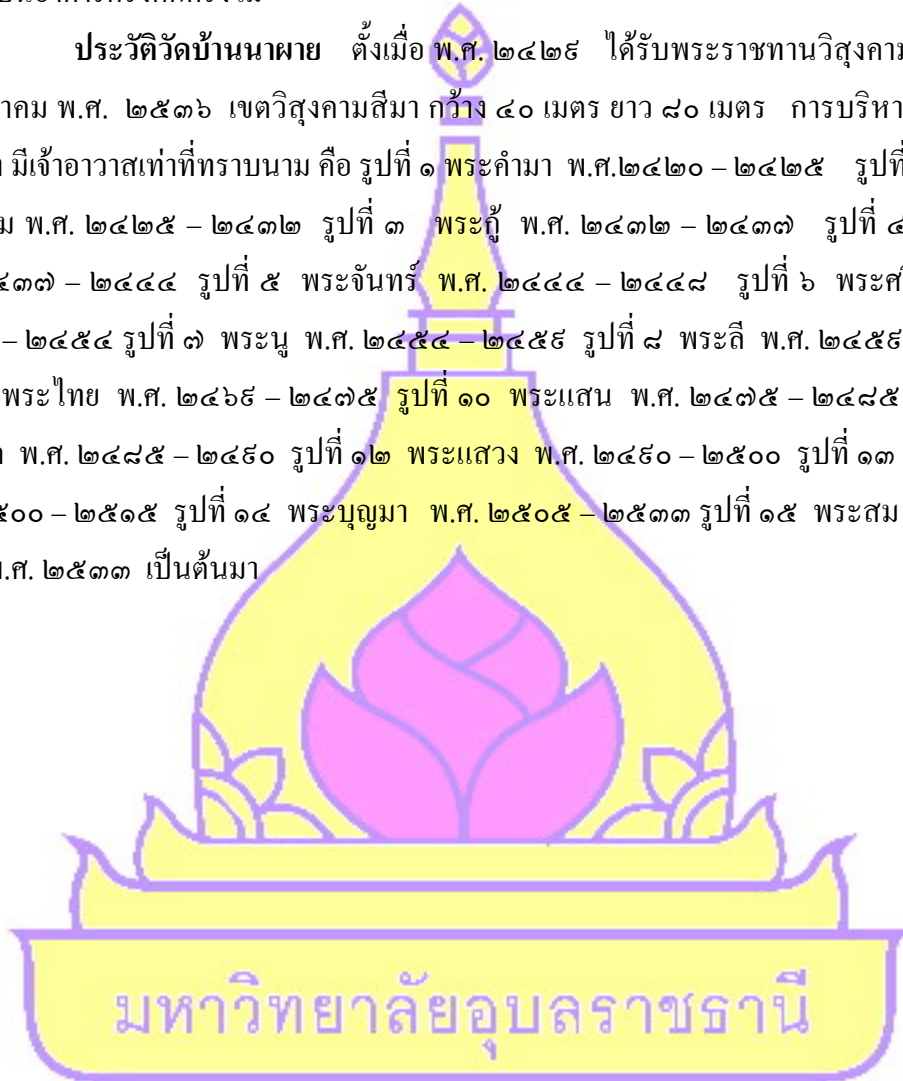 ประวัติวัดบ้านนาผาย ตั้งเมื่อ พ.ศ. ๒๔๒๙ ได้รับพระราชทานวิสุงคาม
าคม พ.ศ. ๒๕๓๖ เขตวิสุงคามสีมา กว้าง ๔๐ เมตร ยาว ๘๐ เมตร การบริหา
มีเจ้าอาวาสเท่าที่ทราบนาม คือ รูปที่ ๑ พระคำมา พ.ศ.๒๔๒๐ – ๒๔๒๕ รูปที่
ม พ.ศ. ๒๔๒๕ – ๒๔๓๒ รูปที่ ๓ พระกู้ พ.ศ. ๒๔๓๒ – ๒๔๓๗ รูปที่ ๔
๔๓๗ – ๒๔๔๔ รูปที่ ๕ พระจันทร์ พ.ศ. ๒๔๔๔ – ๒๔๔๘ รูปที่ ๖ พระศ
– ๒๔๕๔ รูปที่ ๗ พระนู พ.ศ. ๒๔๕๔ – ๒๔๕๙ รูปที่ ๘ พระลี พ.ศ. ๒๔๕๙
พระไทย พ.ศ. ๒๔๖๙ – ๒๔๗๕ รูปที่ ๑๐ พระแสน พ.ศ. ๒๔๗๕ – ๒๔๘๕
พ.ศ. ๒๔๘๕ – ๒๔๙๐ รูปที่ ๑๒ พระแสวง พ.ศ. ๒๔๙๐ – ๒๕๐๐ รูปที่ ๑๓
๕๐๐ – ๒๕๑๕ รูปที่ ๑๔ พระบุญมา พ.ศ. ๒๕๐๕ – ๒๕๓๓ รูปที่ ๑๕ พระสม
.ศ. ๒๕๓๓ เป็นต้นมา
มหาวิทยาลัยอุบลราชธานี